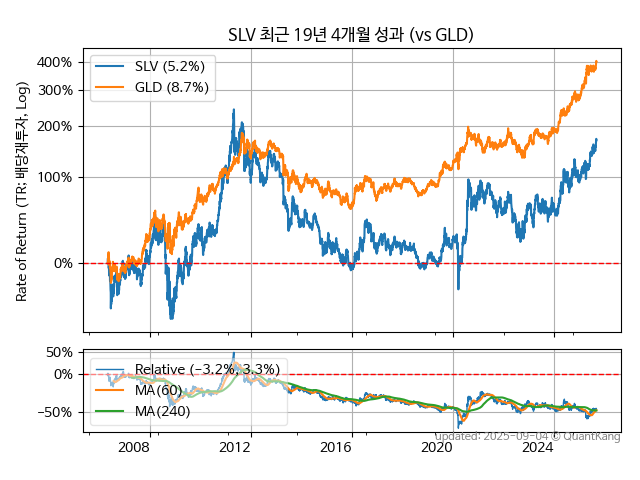 SLV 최근 19년 4개월 성과 (vs GLD)
Rate of Return (TR: 배당재투자, Log)
400%
300%
200%
100%
0%
SLV (5.2%)
GLD (8.7%)
50%
0%
−50%
Relative (−3.2%, 3.3%)
MA(60)
MA(240)
2008
2012
2016
2020
2024
updated: 2025-09-04 © QuantKang